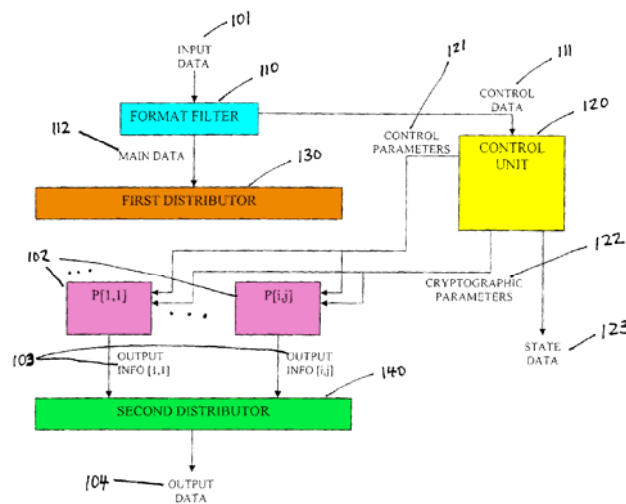 101
INPUT
DATA
110
121
111
CONTROL
DATA
120
FORMAT FILTER
112
MAIN DATA
CONTROL
PARAMETERS
CONTROL
UNIT
130
FIRST DISTRIBUTOR
102
...
P[1,1]
...
P[i,j]
122
CRYPTOGRAPHIC
PARAMETERS
103
OUTPUT
INFO [1,1]
OUTPUT
INFO [i,j]
STATE
DATA
123
140
SECOND DISTRIBUTOR
104
OUTPUT
DATA